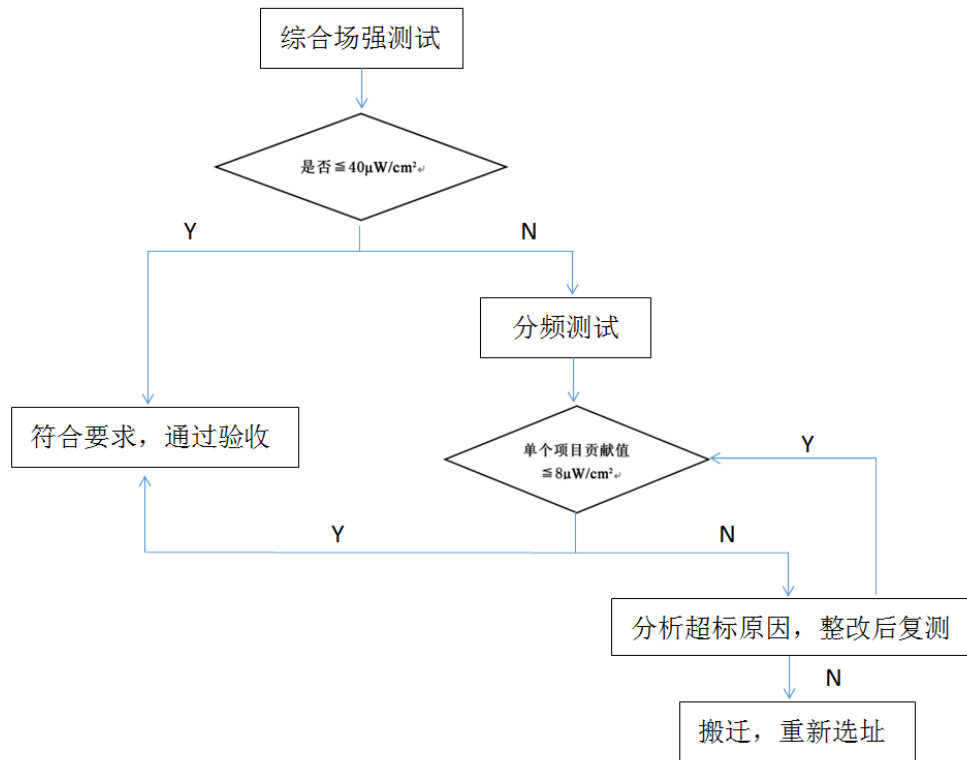 综合场强测试
是否≦40μW/cm²↵
Y
N
分频测试
符合要求，通过验收
单个项目贡献值
≦8μW/cm²↵
Y
Y
N
分析超标原因，整改后复测
N
搬迁，重新选址